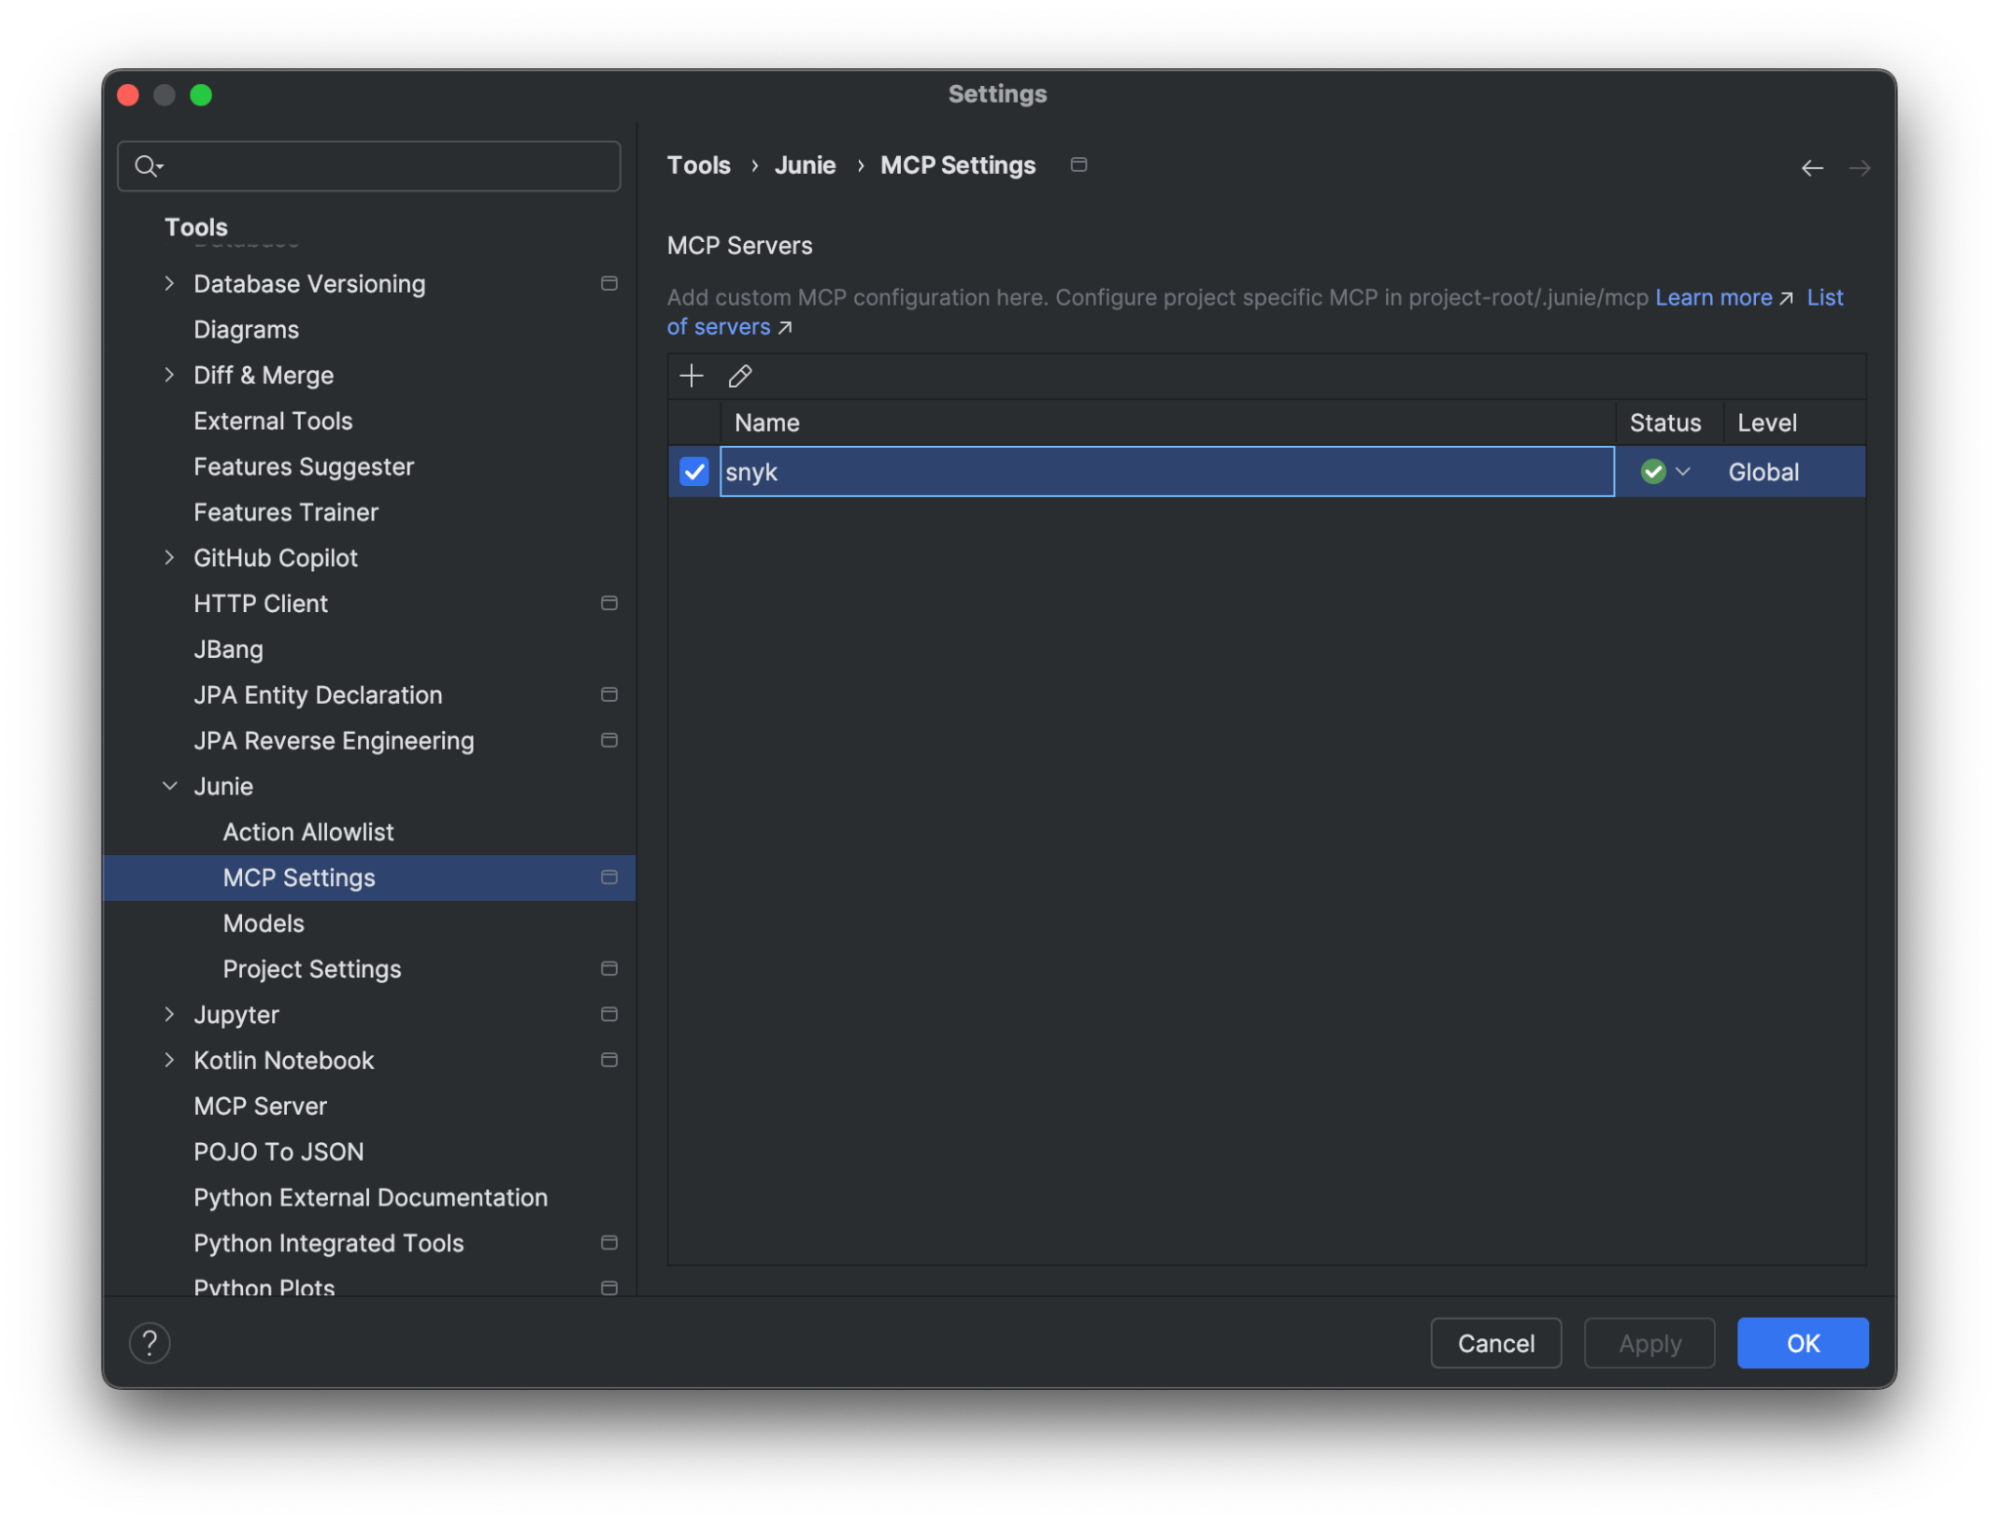 Settings
Tools
Database
Database Versioning
Diagrams
Diff & Merge
External Tools
Features Suggester
Features Trainer
GitHub Copilot
HTTP Client
JBang
JPA Entity Declaration
JPA Reverse Engineering
Junie
Action Allowlist
MCP Settings
Models
Project Settings
Jupyter
Kotlin Notebook
MCP Server
POJO To JSON
Python External Documentation
Python Integrated Tools
Python Plots
Tools › Junie › MCP Settings
MCP Servers
Add custom MCP configuration here. Configure project specific MCP in project-root/.junie/mcp Learn more ↗ List
of servers ↗
Name Status Level
snyk Global
? Cancel Apply OK